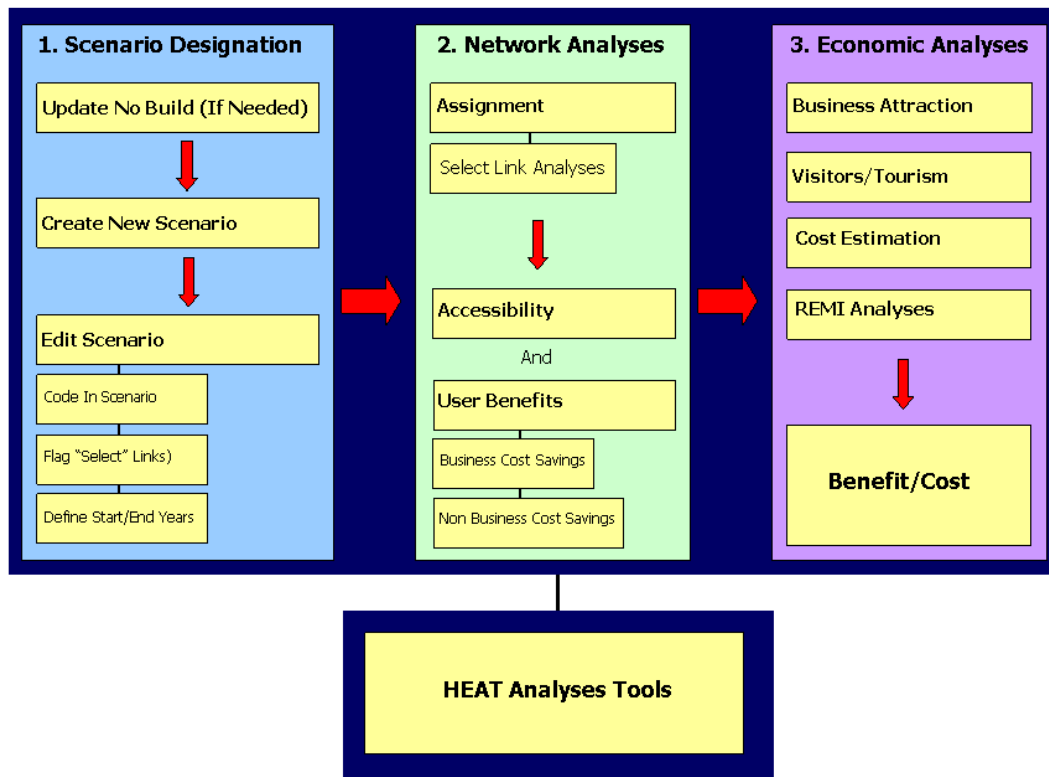 1. Scenario Designation
Update No Build (If Needed)
Create New Scenario
Edit Scenario
Code In Scenario
Flag “Select” Links)
Define Start/End Years
2. Network Analyses
Assignment
Select Link Analyses
Accessibility
And
User Benefits
Business Cost Savings
Non Business Cost Savings
3. Economic Analyses
Business Attraction
Visitors/Tourism
Cost Estimation
REMI Analyses
Benefit/Cost
HEAT Analyses Tools